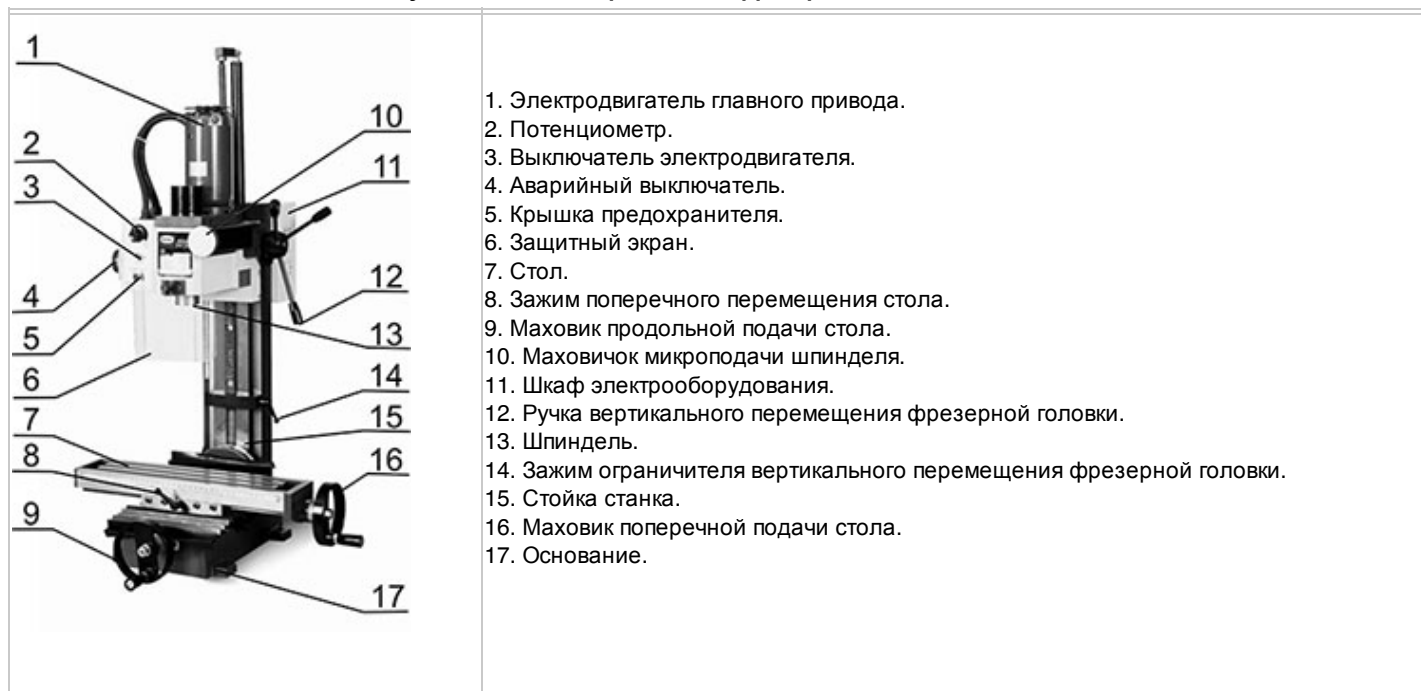 1
2
3
4
5
6
7
8
9
10
11
12
13
14
15
16
17
1. Электродвигатель главного привода.
2. Потенциометр.
3. Выключатель электродвигателя.
4. Аварийный выключатель.
5. Крышка предохранителя.
6. Защитный экран.
7. Стол.
8. Зажим поперечного перемещения стола.
9. Маховик продольной подачи стола.
10. Маховичок микроподачи шпинделя.
11. Шкаф электрооборудования.
12. Ручка вертикального перемещения фрезерной головки.
13. Шпиндель.
14. Зажим ограничителя вертикального перемещения фрезерной головки.
15. Стойка станка.
16. Маховик поперечной подачи стола.
17. Основание.